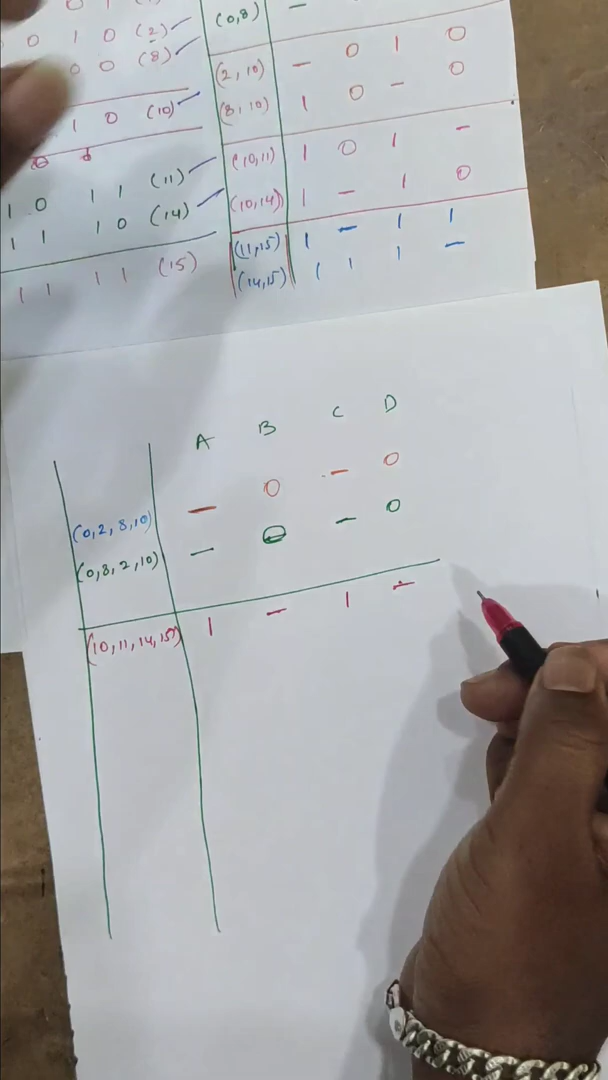 (0,8) –
0 1 0 (2)
0 0 (8)
(2,10) – 0 1 0
(8,10) 1 0 – 0
1 0 (10)
(10,11) 1 0 1 –
1 0 1 1 (11)
(10,14) 1 – 1 0
1 1 1 0 (14)
(11,15) 1 – 1 1
(14,15) 1 1 1 –
1 1 1 1 (15)
A B C D
(0,2,8,10) – 0 – 0
(0,8,2,10) – 0 – 0
(10,11,14,15) 1 – 1 –